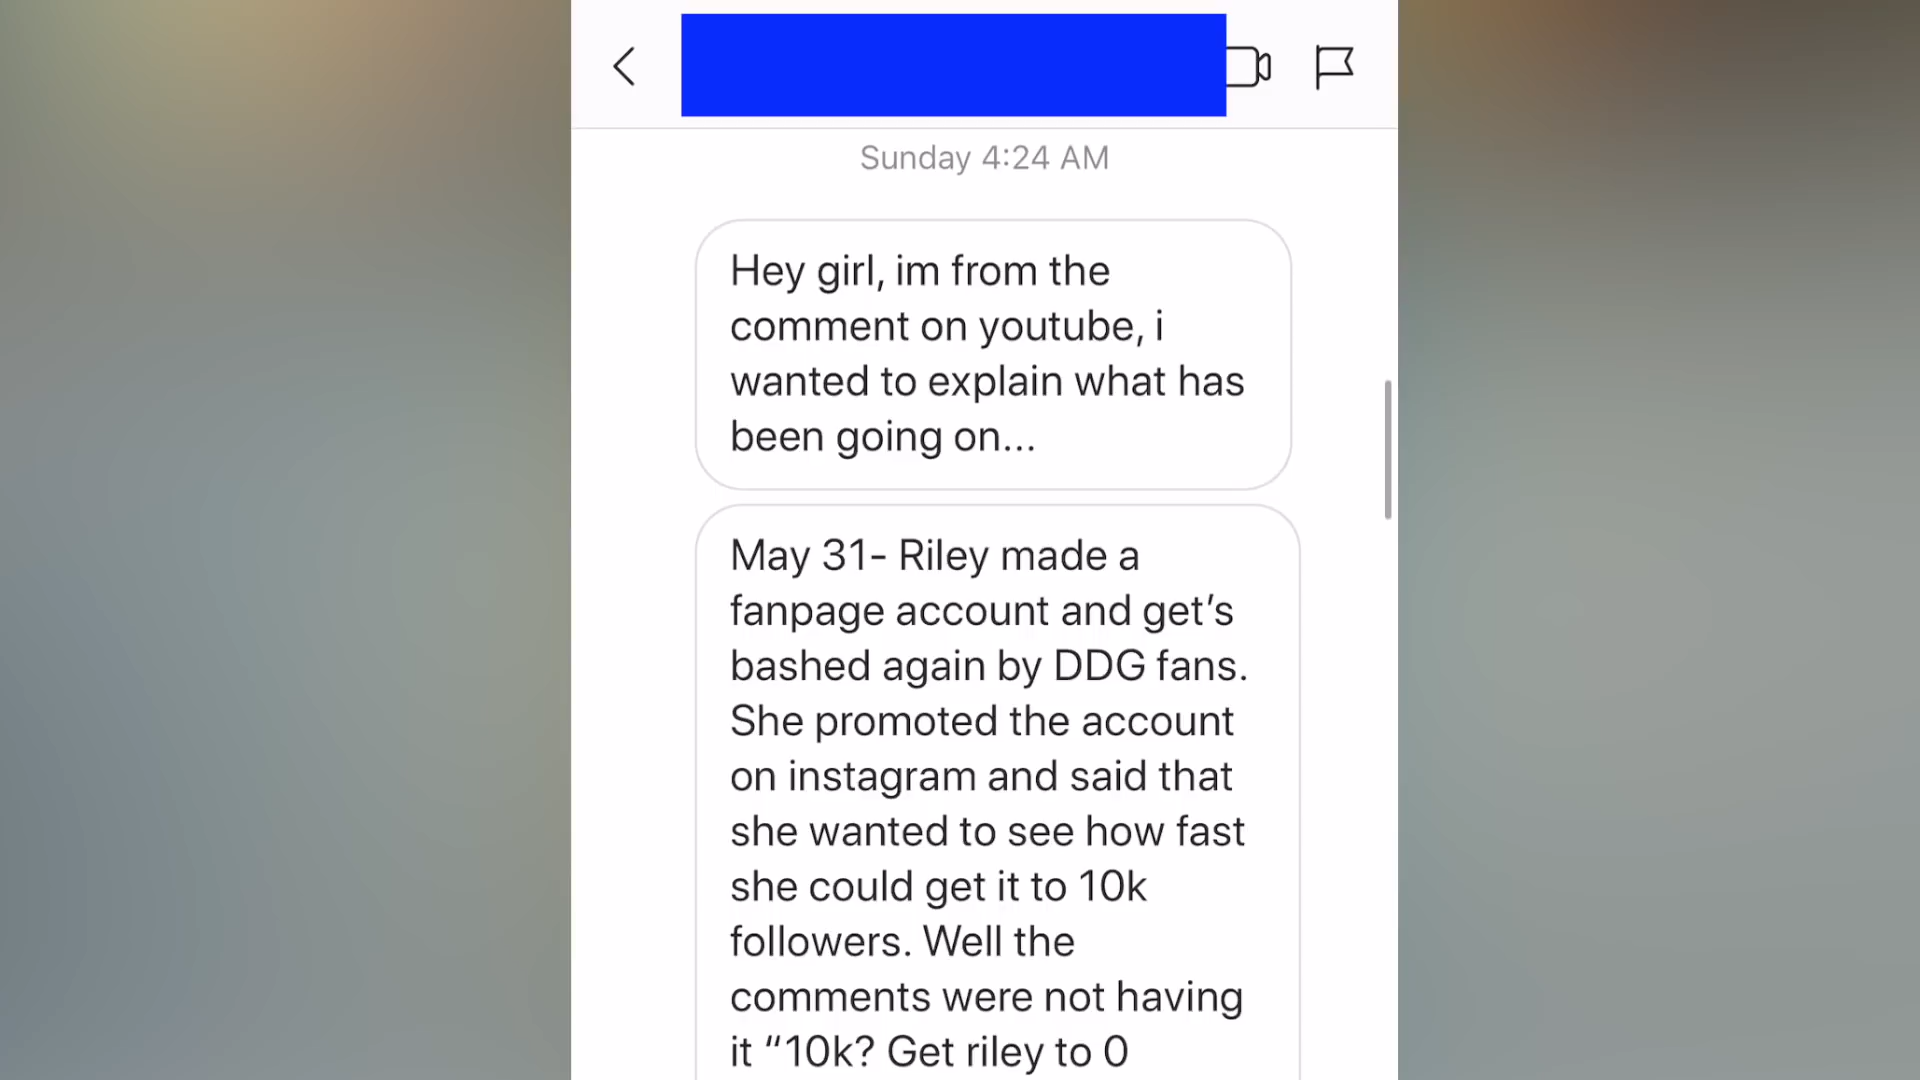 Sunday 4:24 AM
Hey girl, im from the
comment on youtube, i
wanted to explain what has
been going on...
May 31- Riley made a
fanpage account and get’s
bashed again by DDG fans.
She promoted the account
on instagram and said that
she wanted to see how fast
she could get it to 10k
followers. Well the
comments were not having
it “10k? Get riley to 0